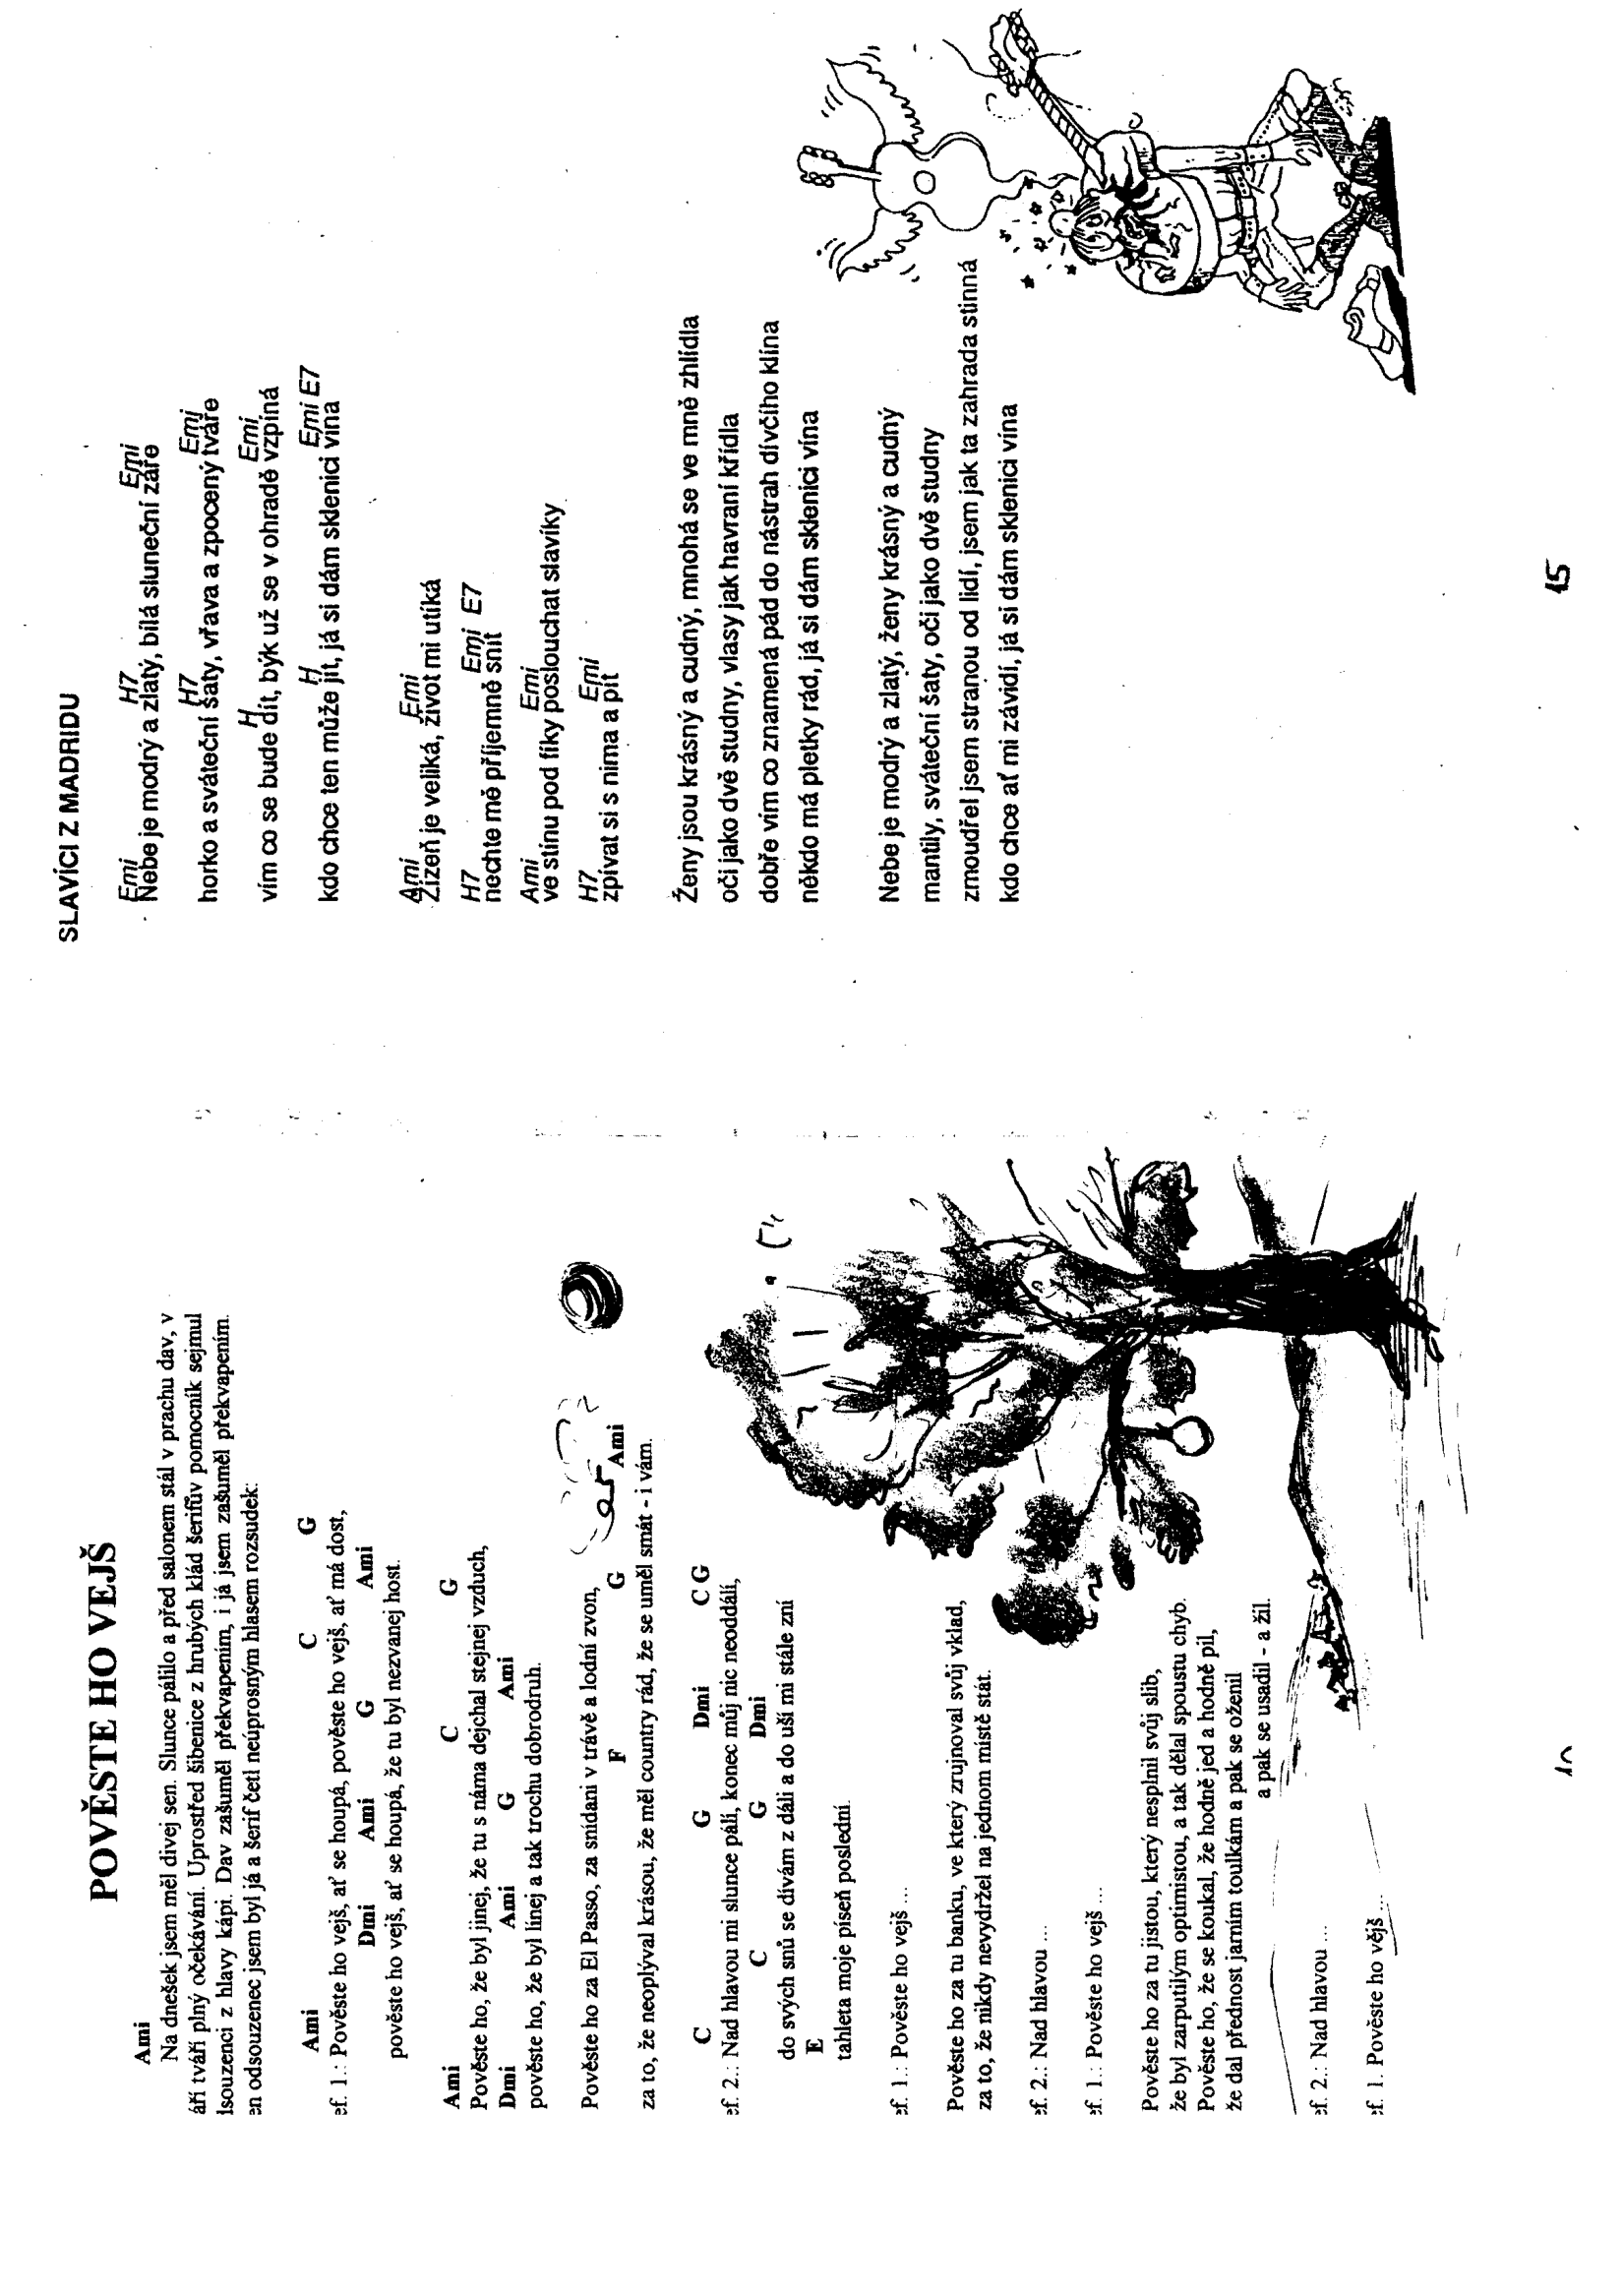 POVĚSTE HO VEJŠ
Ami
Na dnešek jsem měl divej sen. Slunce pálilo a před salonem stál v prachu dav, v
áří tváří plný očekávání. Uprostřed šibenice z hrubých klád šerifův pomocník sejmul
lsouzenci z hlavy kápi. Dav zašuměl překvapením, i já jsem zašuměl překvapením.
en odsouzenec jsem byl já a šerif četl neúprosným hlasem rozsudek:
Ami C G
ef. 1.: Pověste ho vejš, ať se houpá, pověste ho vejš, ať má dost,
Dmi Ami G Ami
pověste ho vejš, ať se houpá, že tu byl nezvanej host.
Ami C G
Pověste ho, že byl jinej, že tu s náma dejchal stejnej vzduch,
Dmi Ami G Ami
pověste ho, že byl línej a tak trochu dobrodruh.
Pověste ho za El Passo, za snídani v trávě a lodní zvon,
F G Ami
za to, že neoplýval krásou, že měl country rád, že se uměl smát - i vám.
C G Dmi C G
ef. 2.: Nad hlavou mi slunce pálí, konec můj nic neoddálí,
C G Dmi
do svých snů se dívám z dáli a do uší mi stále zní
E
tahleta moje píseň poslední.
ef. 1.: Pověste ho vejš ...
Pověste ho za tu banku, ve který zrujnoval svůj vklad,
za to, že nikdy nevydržel na jednom místě stát.
ef. 2.: Nad hlavou ...
ef. 1.: Pověste ho vejš ...
Pověste ho za tu jistou, který nesplnil svůj slib,
že byl zarputilým optimistou, a tak dělal spoustu chyb.
Pověste ho, že se koukal, že hodně jed a hodně pil,
že dal přednost jarním toulkám a pak se oženil
a pak se usadil - a žil.
ef. 2.: Nad hlavou ...
ef. 1. Pověste ho věјš ...
SLAVÍCI Z MADRIDU
Emi H7 Emi
Nebe je modrý a zlatý, bílá sluneční záře
H7 Emi
horko a sváteční šaty, vřava a zpocený tváře
H Emi
vím co se bude dít, býk už se v ohradě vzpíná
H Emi E7
kdo chce ten může jít, já si dám sklenici vína
Ami Emi
Žízeň je veliká, život mi utíká
H7 Emi E7
nechte mě příjemně snít
Ami Emi
ve stínu pod fíky poslouchat slavíky
H7 Emi
zpívat si s nima a pít
Ženy jsou krásný a cudný, mnohá se ve mně zhlídla
oči jako dvě studny, vlasy jak havraní křídla
dobře vím co znamená pád do nástrah dívčího klína
někdo má pletky rád, já si dám sklenici vína
Nebe je modrý a zlatý, ženy krásný a cudný
mantily, sváteční šaty, oči jako dvě studny
zmoudřel jsem stranou od lidí, jsem jak ta zahrada stinná
kdo chce ať mi závidí, já si dám sklenici vína
15